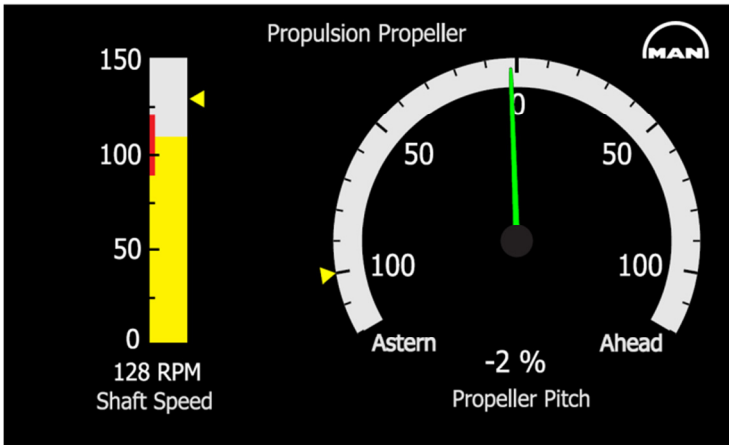 Propulsion Propeller
MAN
150
100
50
0
128 RPM
Shaft Speed
0
50
50
100
100
Astern
Ahead
-2 %
Propeller Pitch